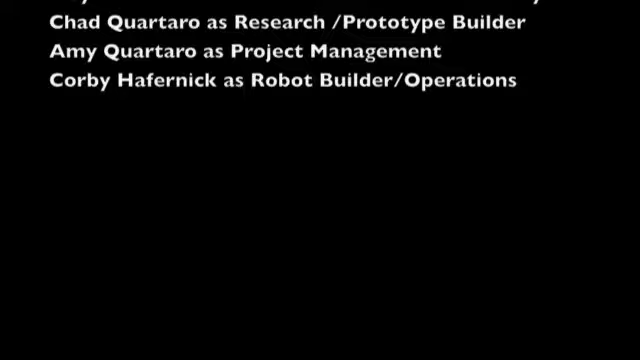 Chad Quartaro as Research /Prototype Builder
Amy Quartaro as Project Management
Corby Hafernick as Robot Builder/Operations